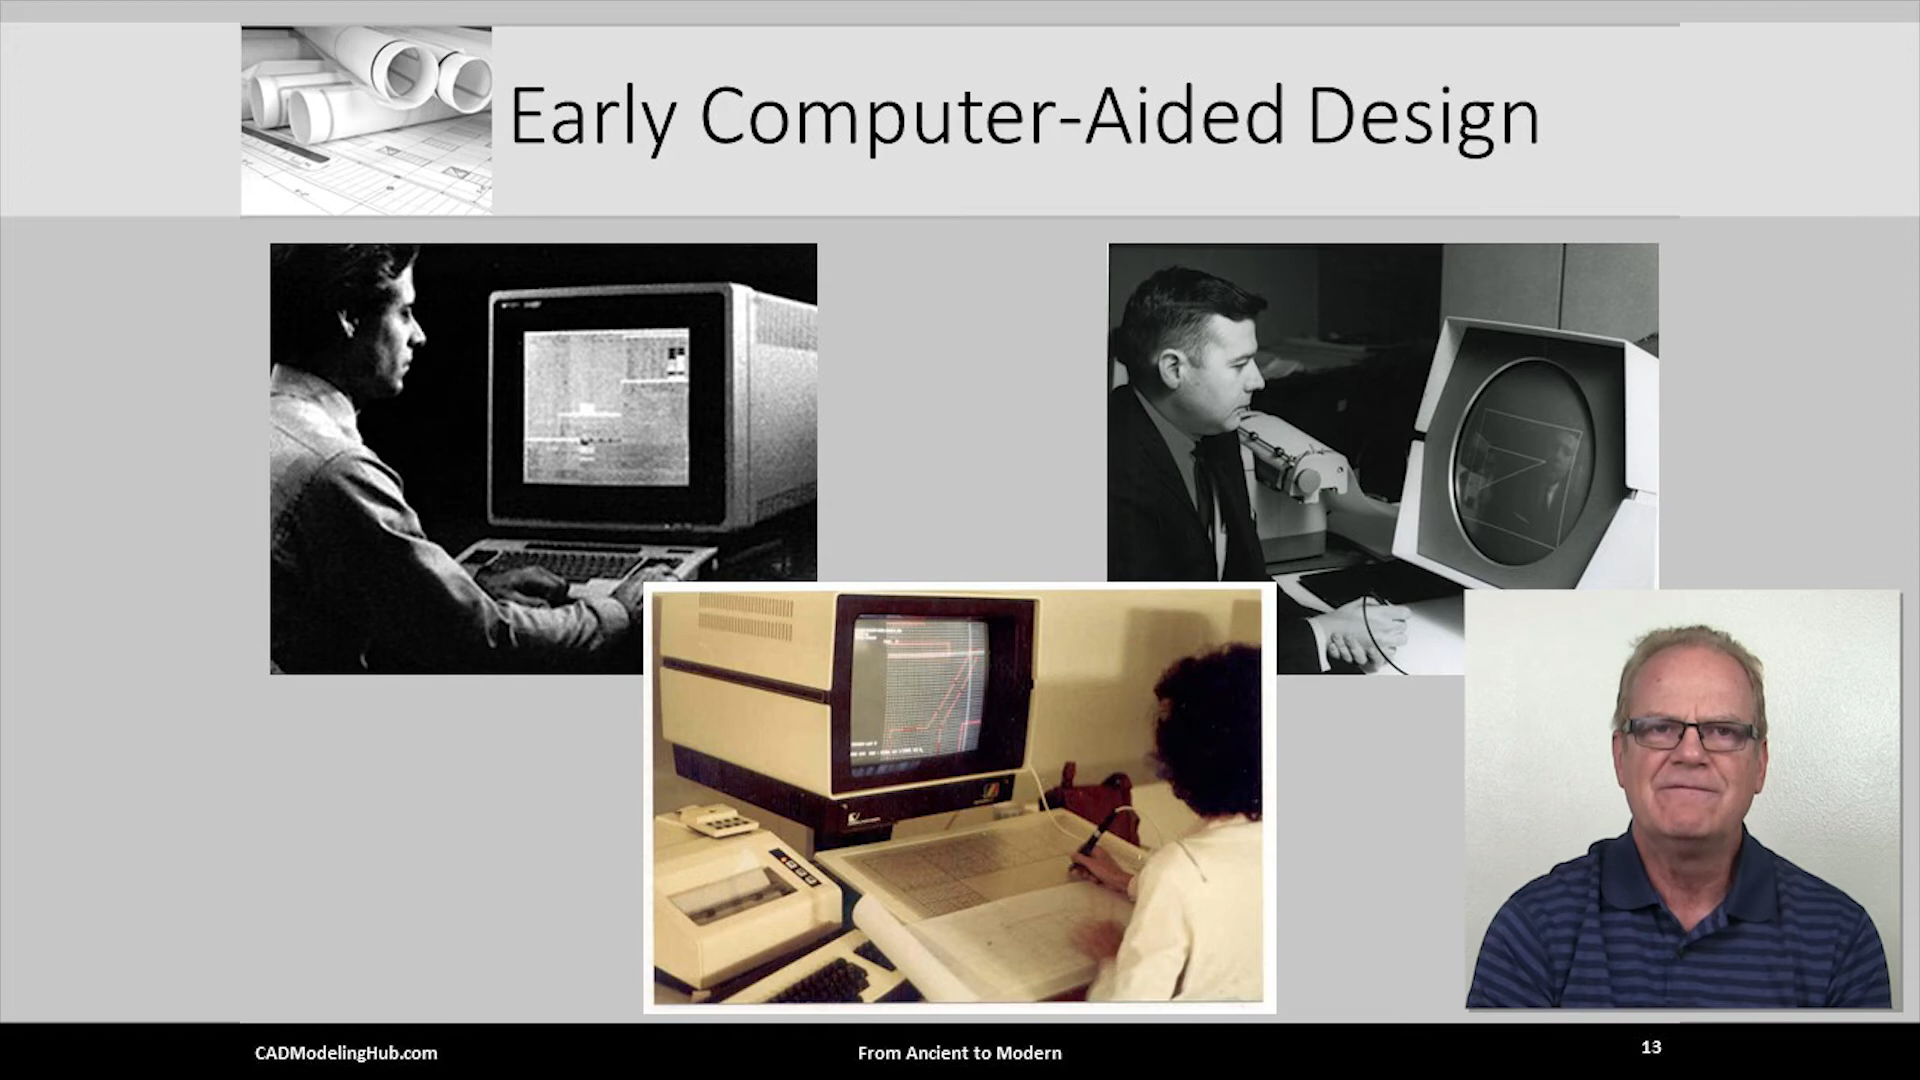 Early Computer-Aided Design
CADModelingHub.com
From Ancient to Modern
13